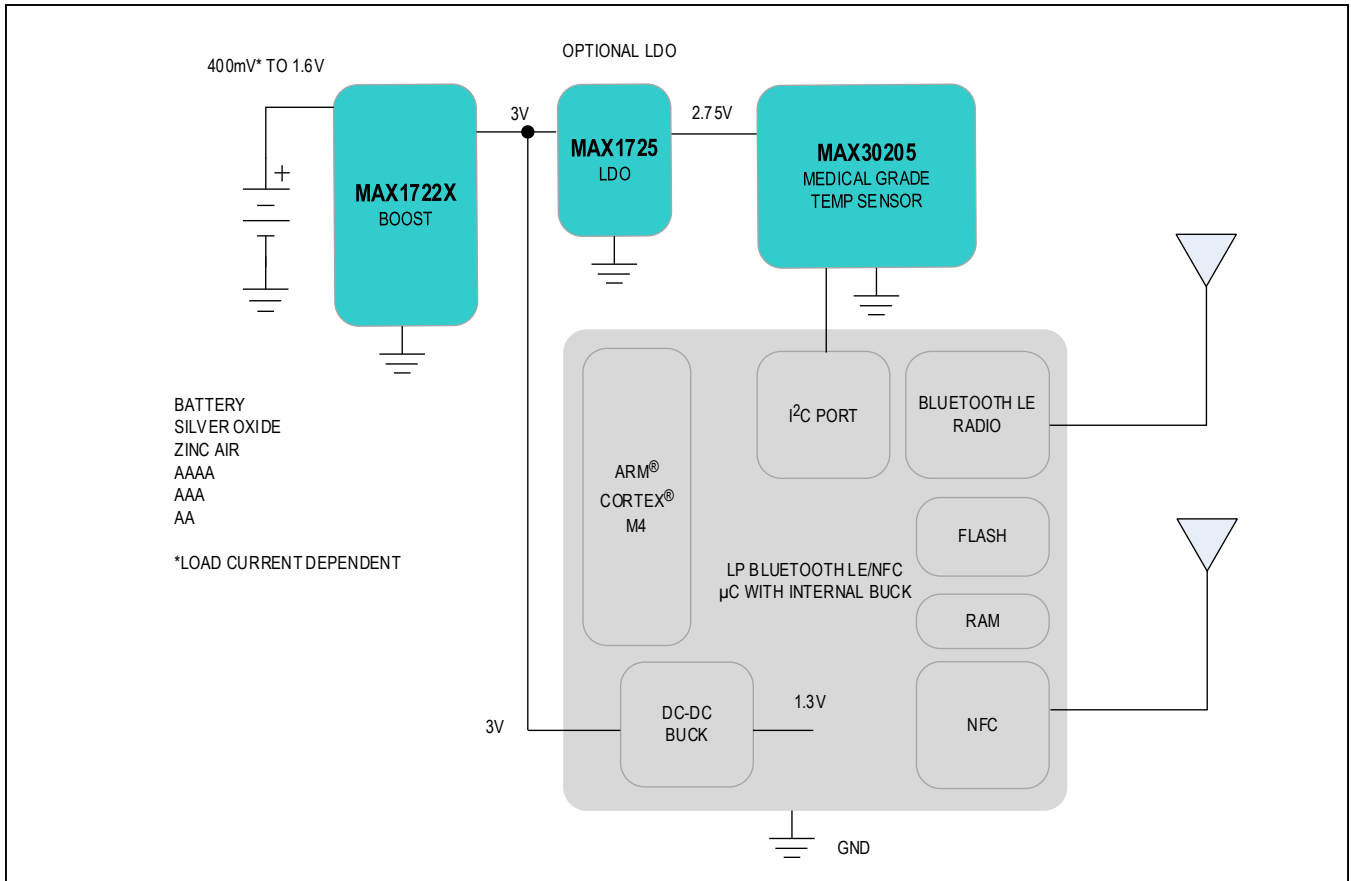 OPTIONAL LDO
400mV* TO 1.6V
3V
2.75V
+
MAX1722X
BOOST
MAX1725
LDO
MAX30205
MEDICAL GRADE
TEMP SENSOR
BATTERY
SILVER OXIDE
ZINC AIR
AAAA
AAA
AA
*LOAD CURRENT DEPENDENT
ARM®
CORTEX®
M4
I²C PORT
BLUETOOTH LE
RADIO
FLASH
LP BLUETOOTH LE/NFC
µC WITH INTERNAL BUCK
RAM
3V
DC-DC
BUCK
1.3V
NFC
GND